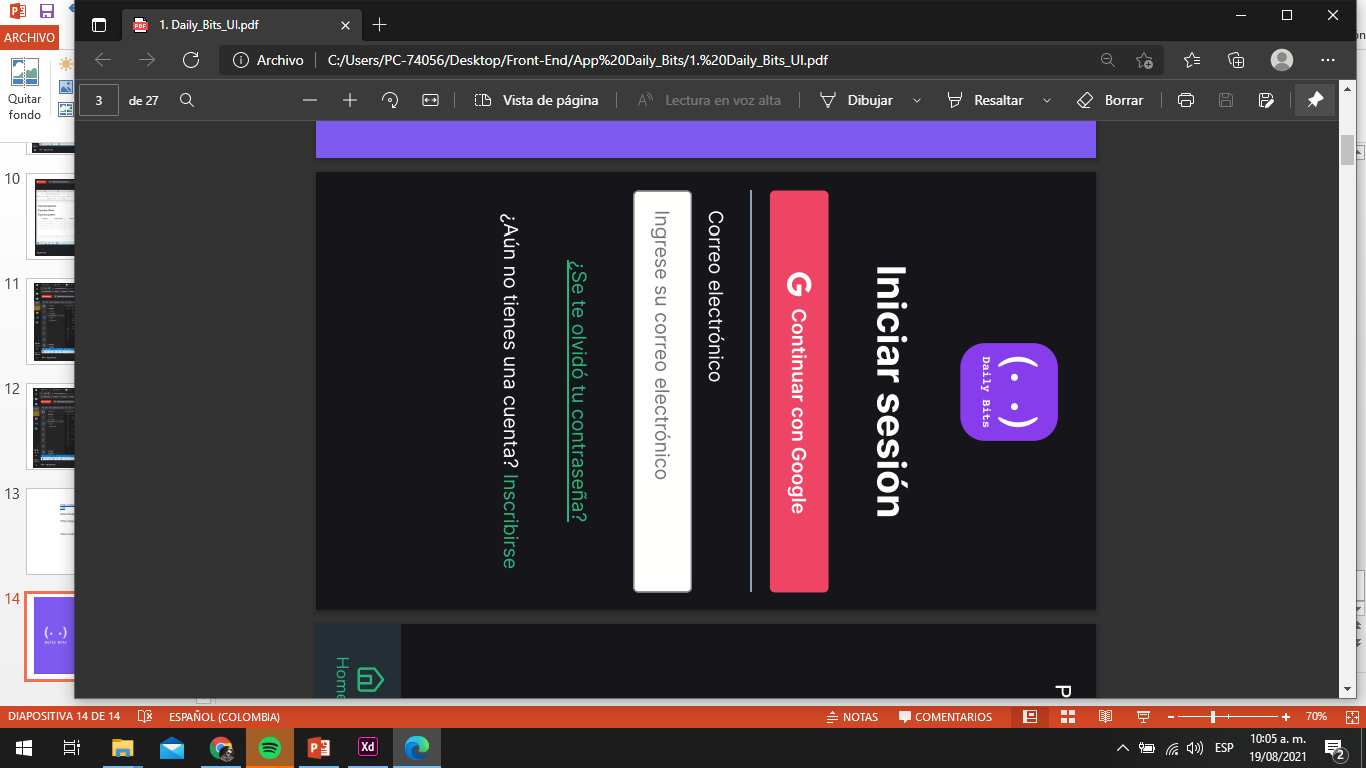 1. Daily_Bits_UI.pdf
ARCHIVO
Archivo
C:/Users/PC-74056/Desktop/Front-End/App%20Daily_Bits/1.%20Daily_Bits_UI.pdf
Quitar
fondo
3
de 27
Vista de página
Lectura en voz alta
Dibujar
Resaltar
Borrar
10
11
12
13
14
(. .)
Daily Bits
Iniciar sesión
G Continuar con Google
Correo electrónico
Ingrese su correo electrónico
¿Se te olvidó tu contraseña?
¿Aún no tienes una cuenta? Inscribirse
Home
P
DIAPOSITIVA 14 DE 14
ESPAÑOL (COLOMBIA)
NOTAS
COMENTARIOS
70%
Xd
ESP
10:05 a. m.
19/08/2021
2